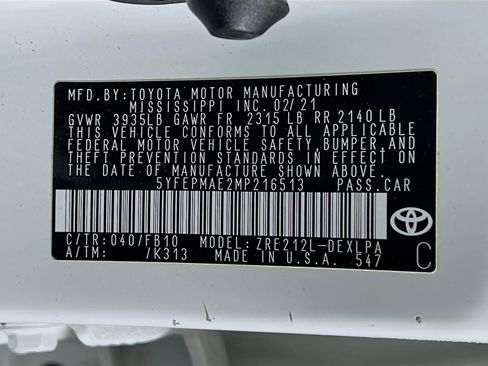 MFD.BY:TOYOTA MOTOR MANUFACTURING
MISSISSIPPI INC. 02/21
GVWR 3935LB GAWR FR 2315 LB RR 2140 LB
THIS VEHICLE CONFORMS TO ALL APPLICABLE
FEDERAL MOTOR VEHICLE SAFETY, BUMPER,
AND THEFT PREVENTION STANDARDS IN EFFECT ON
THE DATE OF MANUFACTURE SHOWN ABOVE.
5YFEPMAE2MP216513 PASS.CAR
C/TR:040/FB10 MODEL:ZRE212L-DEXLPA
A/TM: /K313 MADE IN U.S.A. 547
C